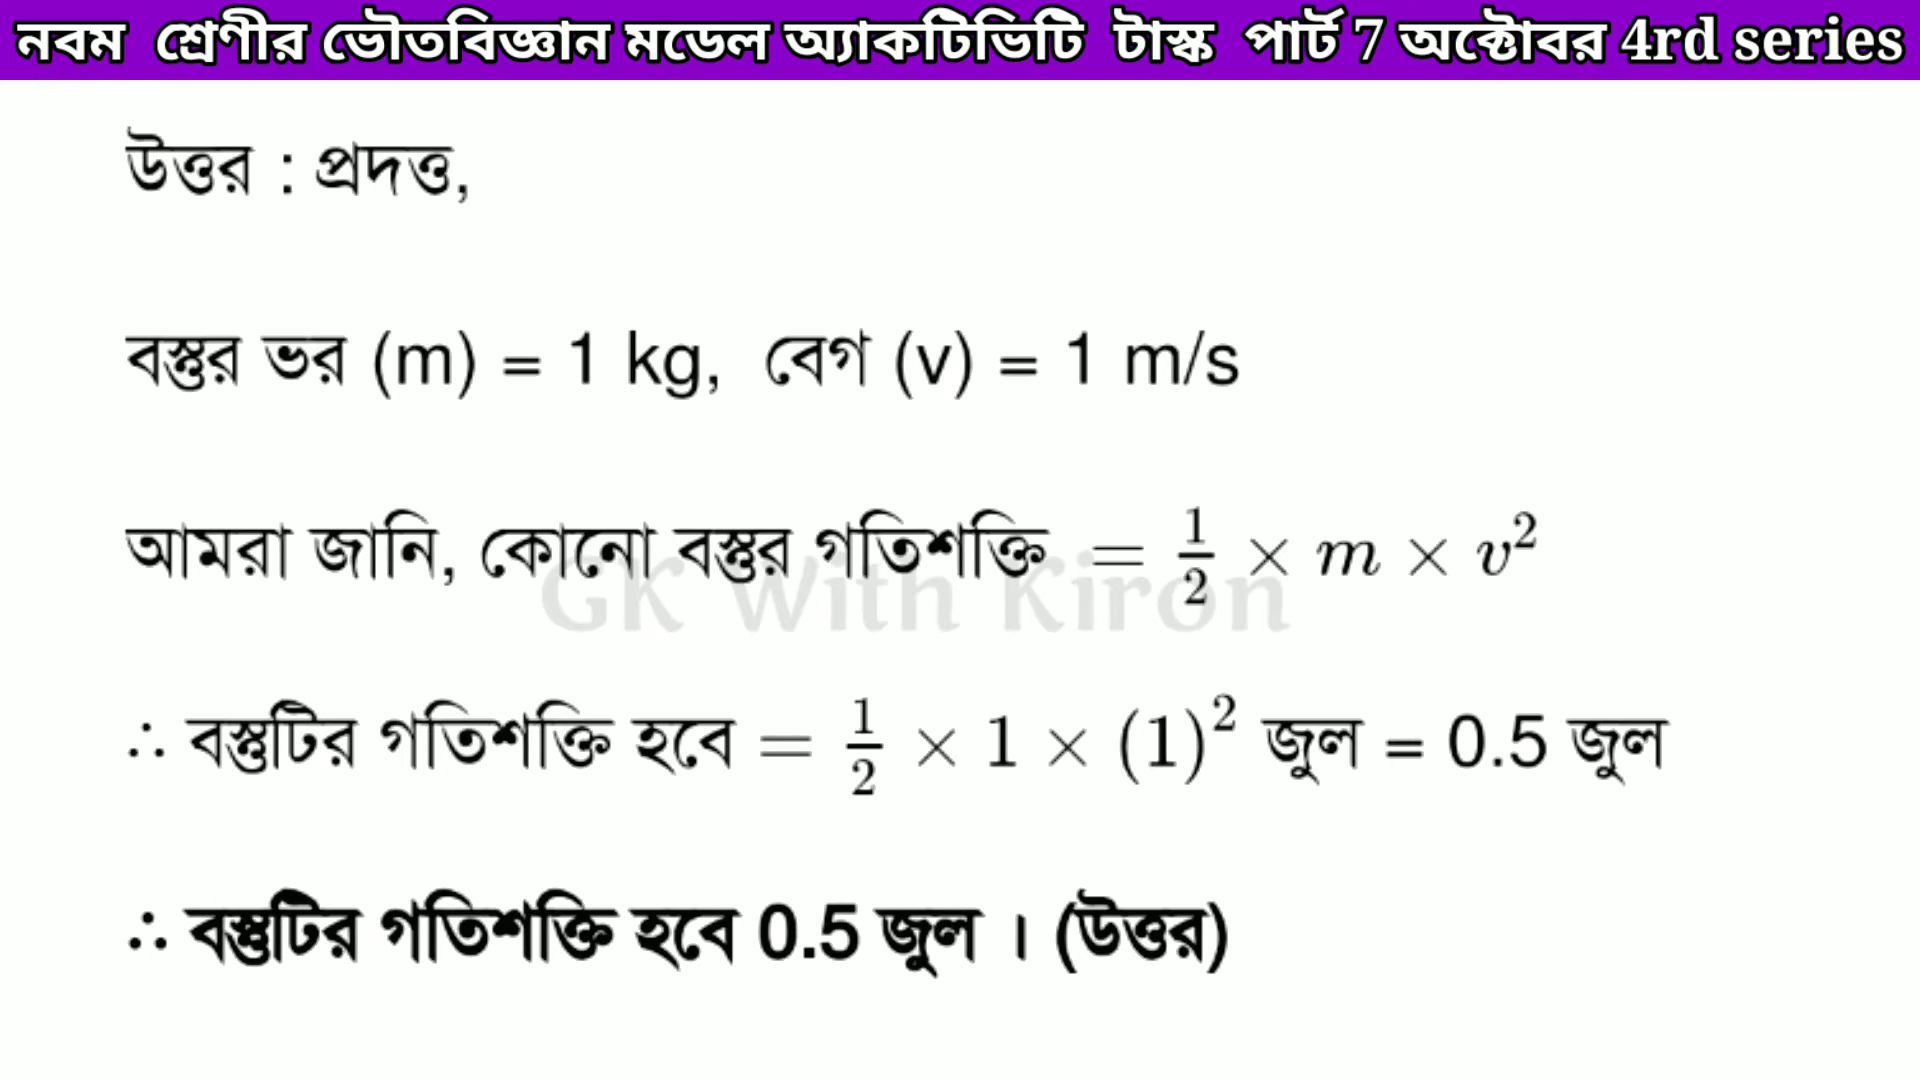 নবম শ্রেণীর ভৌতবিজ্ঞান মডেল অ্যাকটিভিটি টাস্ক পার্ট 7 অক্টোবর 4rd series
উত্তর : প্রদত্ত,
বস্তুর ভর (m) = 1 kg, বেগ (v) = 1 m/s
আমরা জানি, কোনো বস্তুর গতিশক্তি = 1/2 × m × v²
GK With Kiron
∴ বস্তুটির গতিশক্তি হবে = 1/2 × 1 × (1)² জুল = 0.5 জুল
∴ বস্তুটির গতিশক্তি হবে 0.5 জুল । (উত্তর)